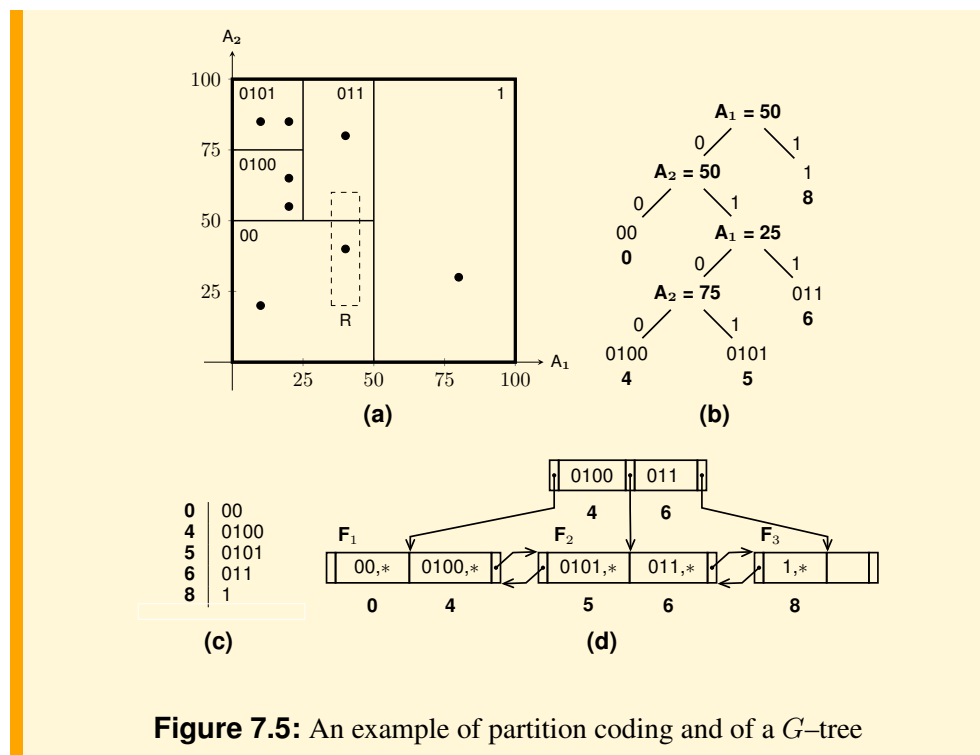 A₂
100
0101
011
1
75
0100
50
00
25
R
A₁
25 50 75 100
(a)
A₁ = 50
0 1
A₂ = 50
1
8
0 1
00
0
A₁ = 25
0 1
A₂ = 75
011
6
0 1
0100
4
0101
5
(b)
0 00
4 0100
5 0101
6 011
8 1
(c)
0100 011
4 6
F₁ F₂ F₃
00,* 0100,* 0101,* 011,* 1,*
0 4 5 6 8
(d)
Figure 7.5: An example of partition coding and of a G–tree